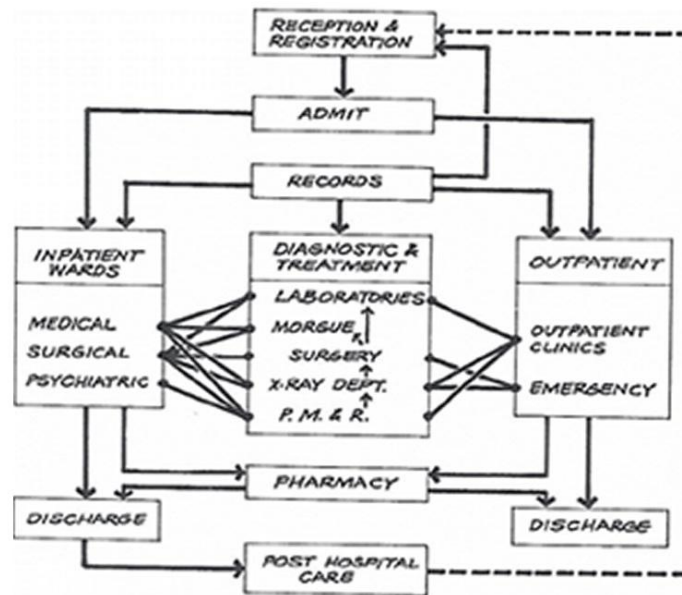 RECEPTION &
REGISTRATION
ADMIT
RECORDS
INPATIENT
WARDS
MEDICAL
SURGICAL
PSYCHIATRIC
DIAGNOSTIC &
TREATMENT
LABORATORIES
MORGUE
SURGERY
X-RAY DEPT.
P. M. & R.
OUTPATIENT
OUTPATIENT
CLINICS
EMERGENCY
PHARMACY
DISCHARGE
DISCHARGE
POST HOSPITAL
CARE